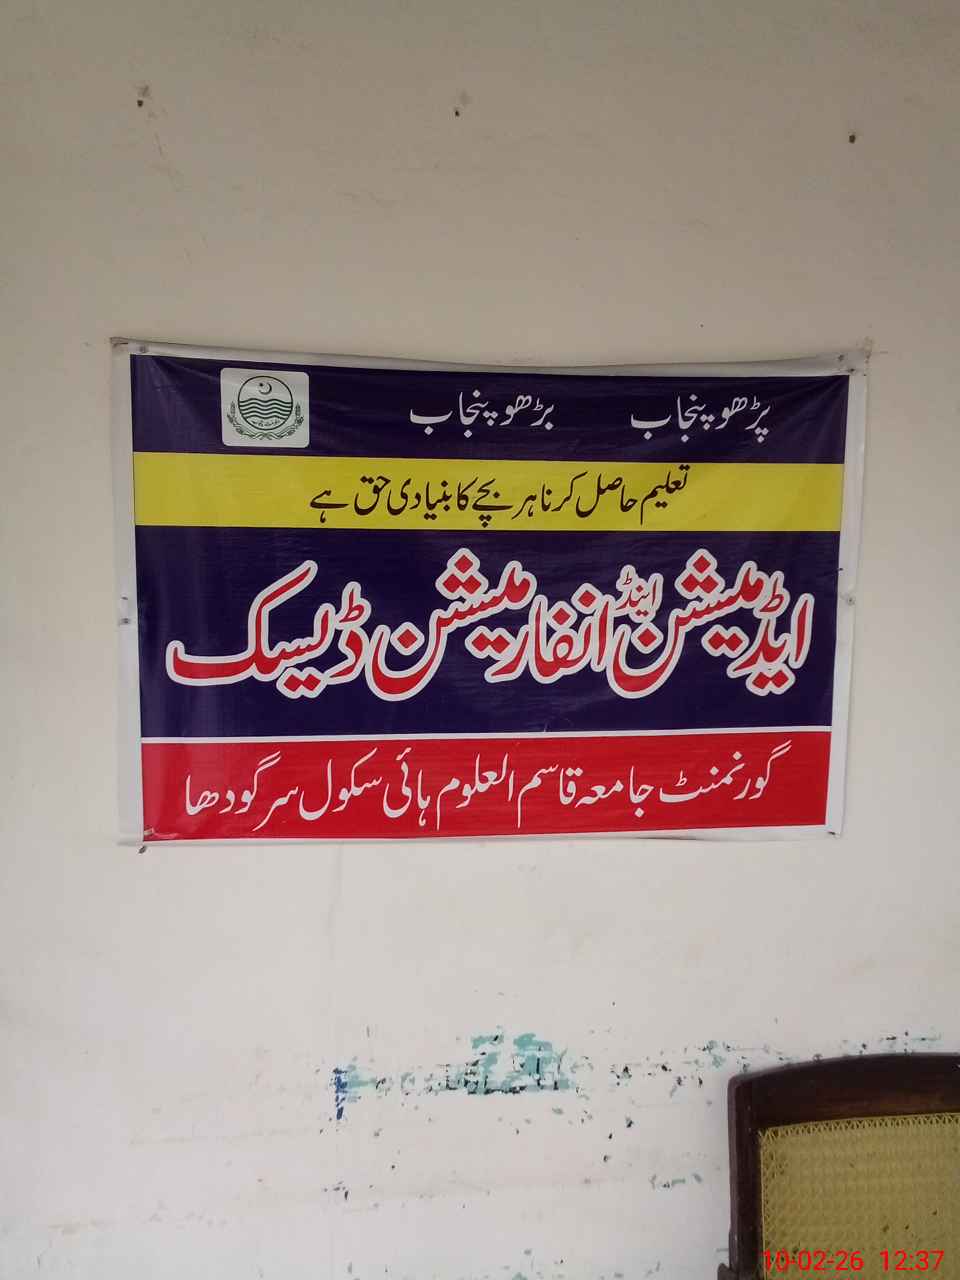 پڑھو پنجاب بڑھو پنجاب
تعلیم حاصل کرنا ہر بچے کا بنیادی حق ہے
ایڈمیشن اینڈ انفارمیشن ڈیسک
گورنمنٹ جامعہ قاسم العلوم ہائی سکول سرگودھا
10-02-26 12:37